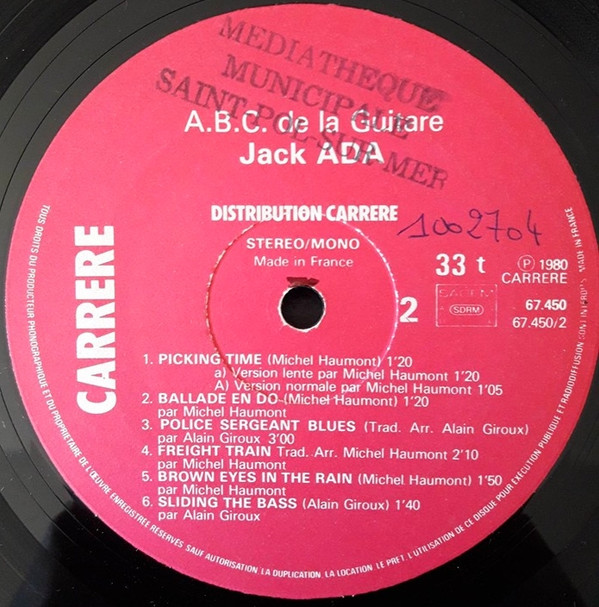 MEDIATHEQUE
MUNICIPALE
SAINT-POL-SUR-MER
A.B.C. de la Guitare
Jack ADA
DISTRIBUTION CARRERE
1002704
STEREO/MONO
Made in France
33 t
℗ 1980
CARRERE
SACEM
SDRM
67.450
67.450/2
2
CARRERE
1. PICKING TIME (Michel Haumont) 1'20
a) Version lente par Michel Haumont 1'20
A) Version normale par Michel Haumont 1'05
2. BALLADE EN DO (Michel Haumont) 1'20
par Michel Haumont
3. POLICE SERGEANT BLUES (Trad. Arr. Alain Giroux)
par Alain Giroux 3'00
4. FREIGHT TRAIN Trad. Arr. Michel Haumont 2'10
par Michel Haumont
5. BROWN EYES IN THE RAIN (Michel Haumont) 1'50
par Michel Haumont
6. SLIDING THE BASS (Alain Giroux) 1'40
par Alain Giroux
TOUS DROITS DU PRODUCTEUR PHONOGRAPHIQUE ET DU PROPRIETAIRE DE L'ŒUVRE ENREGISTRÉE RÉSERVÉS. SAUF AUTORISATION, LA DUPLICATION, LA LOCATION, LE PRET, L'UTILISATION DE CE DISQUE POUR EXECUTION PUBLIQUE ET RADIODIFFUSION SONT INTERDITS. MADE IN FRANCE